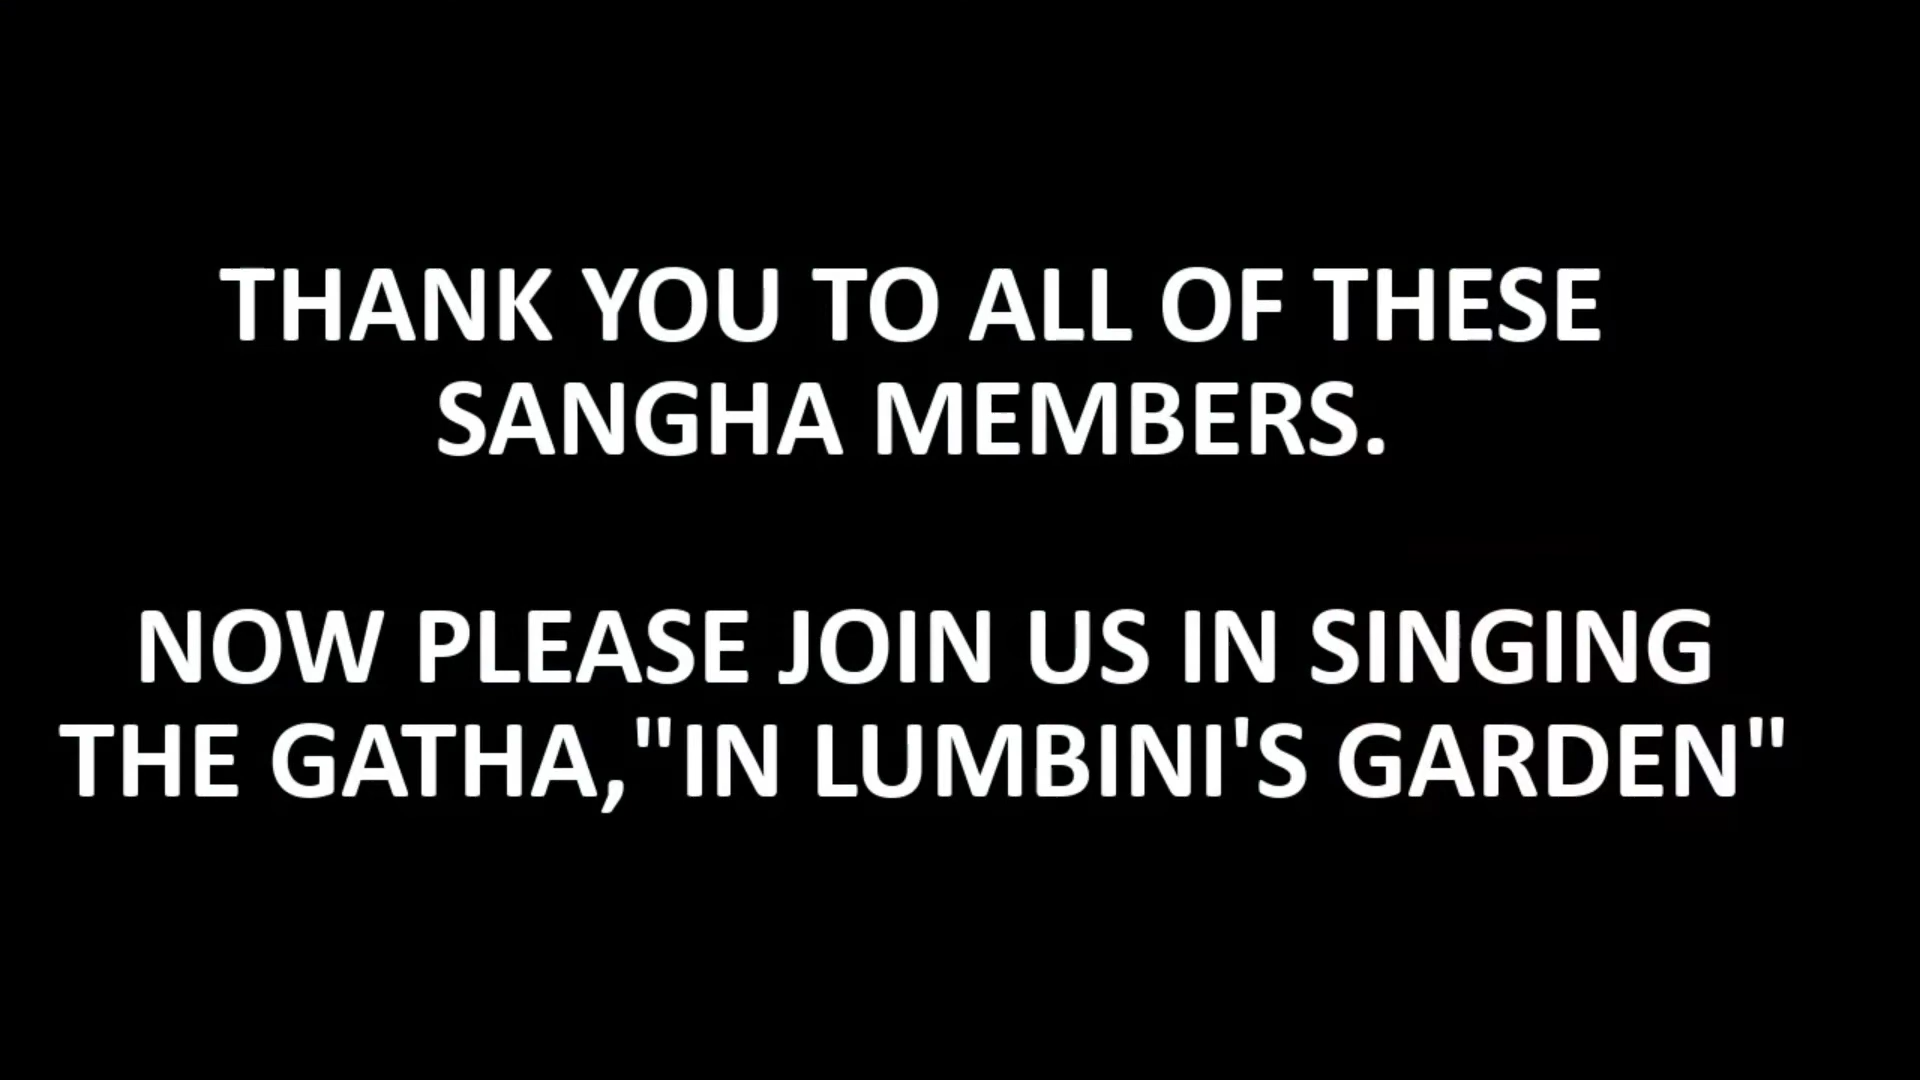 THANK YOU TO ALL OF THESE
SANGHA MEMBERS.
NOW PLEASE JOIN US IN SINGING
THE GATHA,"IN LUMBINI'S GARDEN"